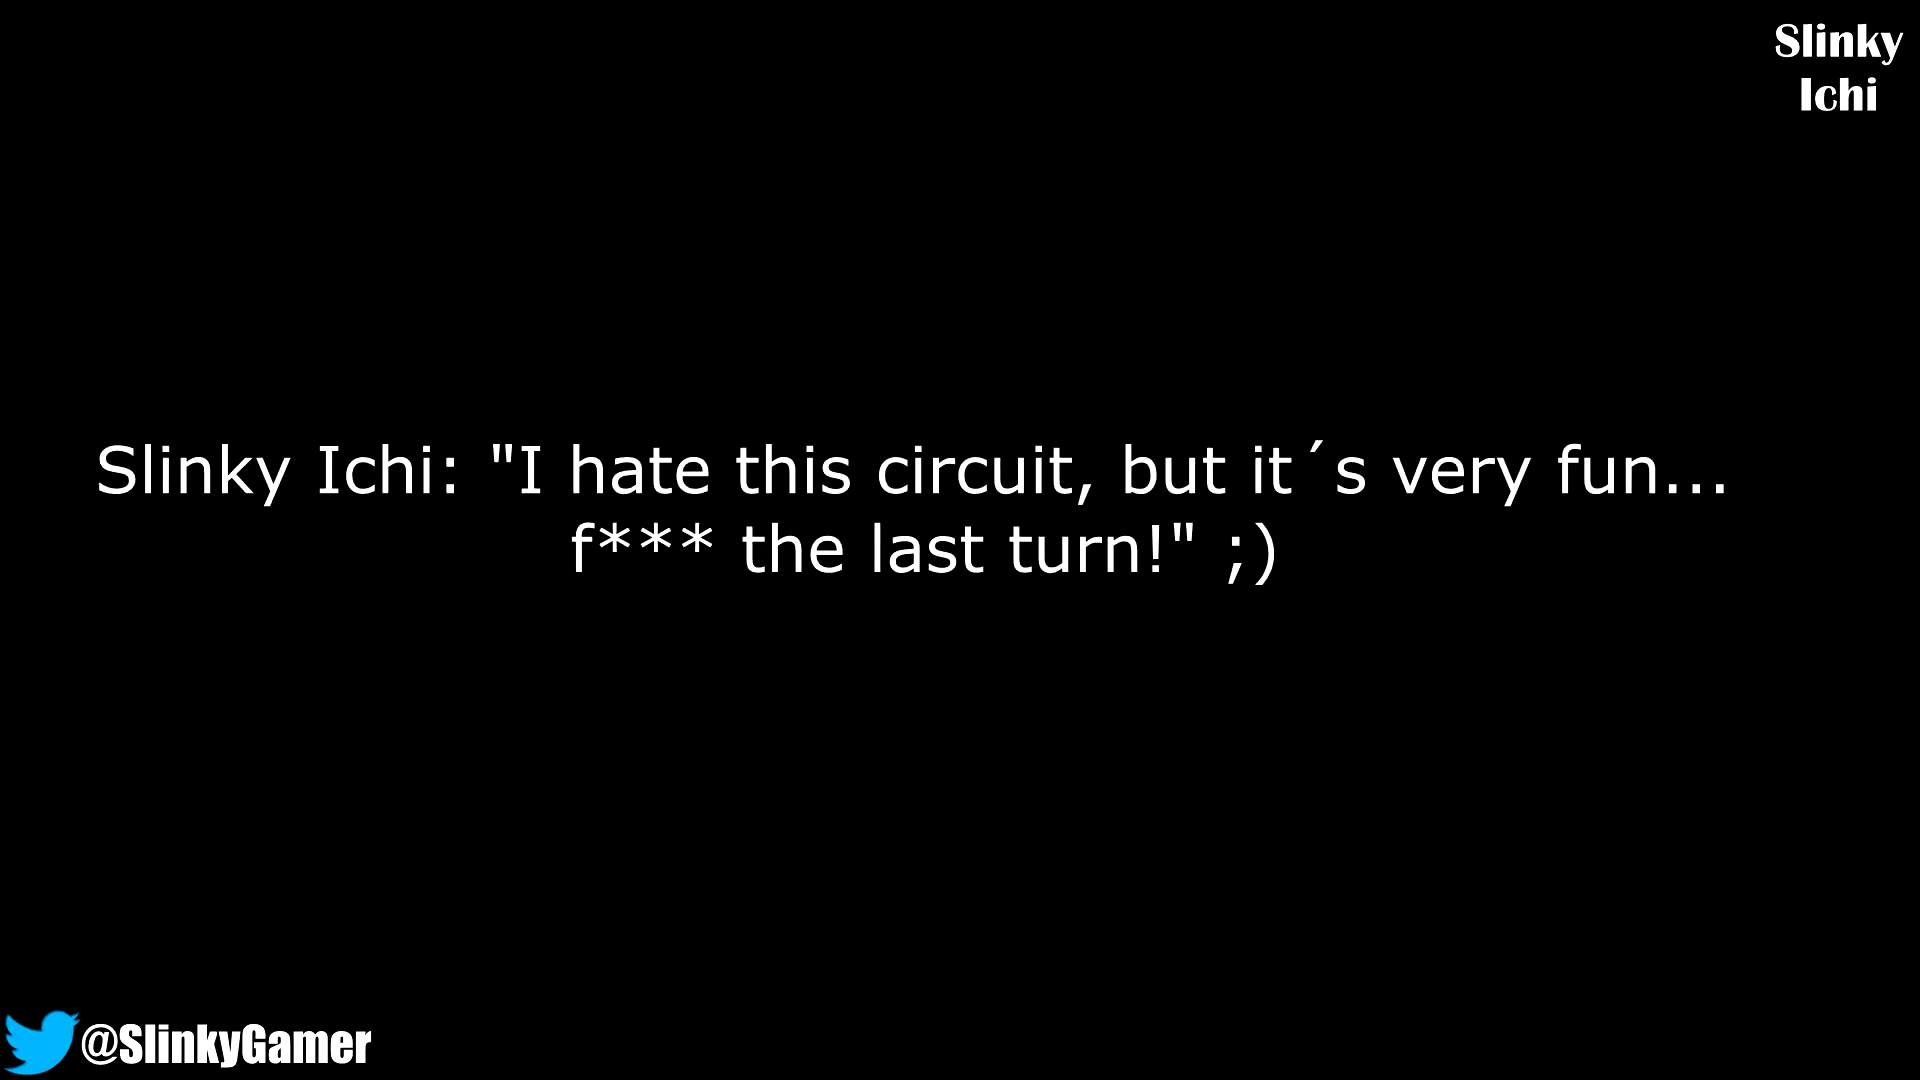 Slinky
Ichi
Slinky Ichi: "I hate this circuit, but it´s very fun...
f*** the last turn!" ;)
@SlinkyGamer